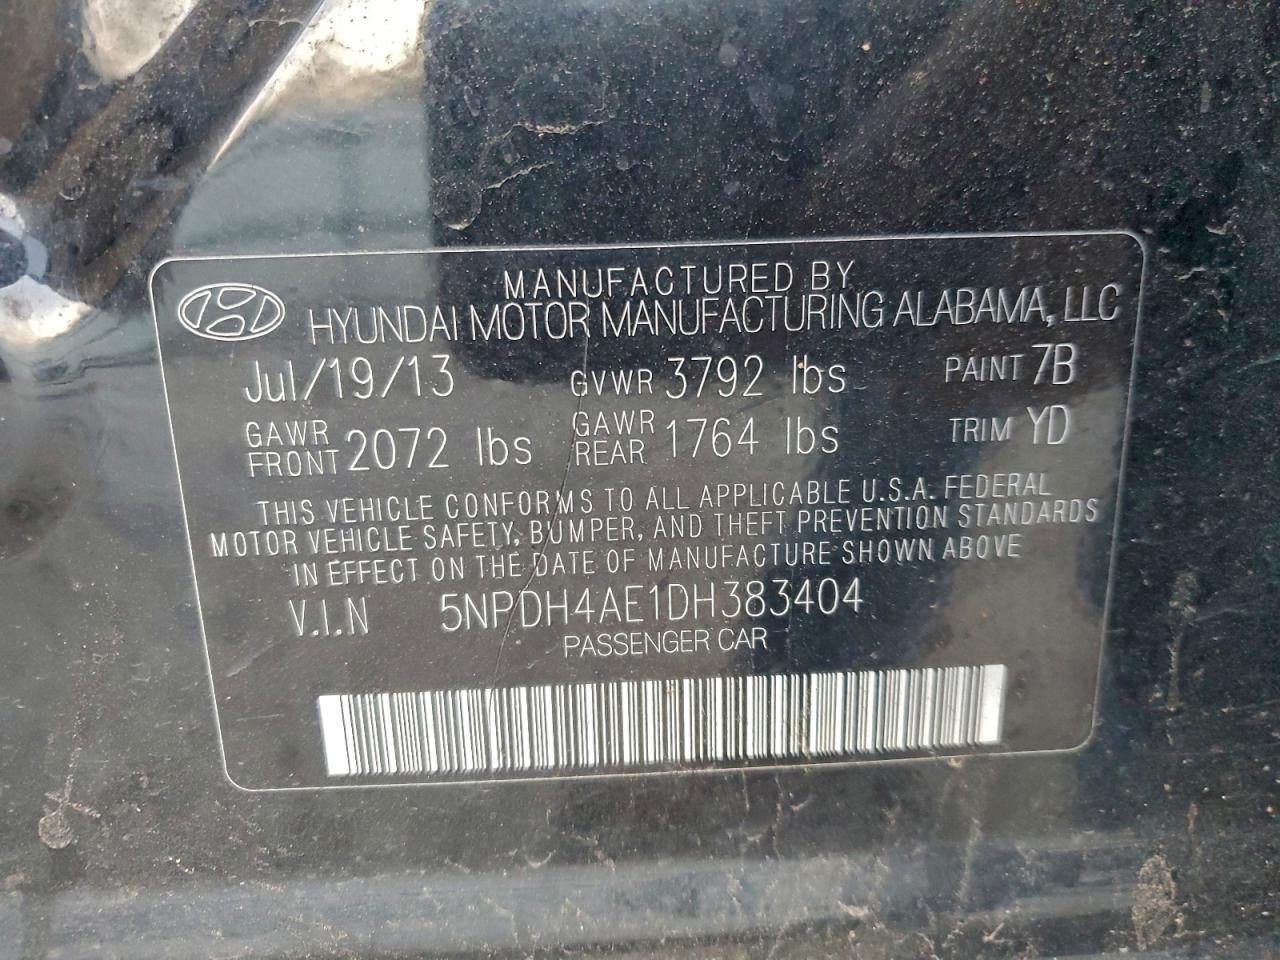 MANUFACTURED BY
HYUNDAI MOTOR MANUFACTURING ALABAMA, LLC
Jul/19/13 GVWR 3792 lbs PAINT 7B
GAWR FRONT 2072 lbs GAWR REAR 1764 lbs TRIM YD
THIS VEHICLE CONFORMS TO ALL APPLICABLE U.S.A. FEDERAL
MOTOR VEHICLE SAFETY, BUMPER, AND THEFT PREVENTION STANDARDS
IN EFFECT ON THE DATE OF MANUFACTURE SHOWN ABOVE
V.I.N 5NPDH4AE1DH383404
PASSENGER CAR